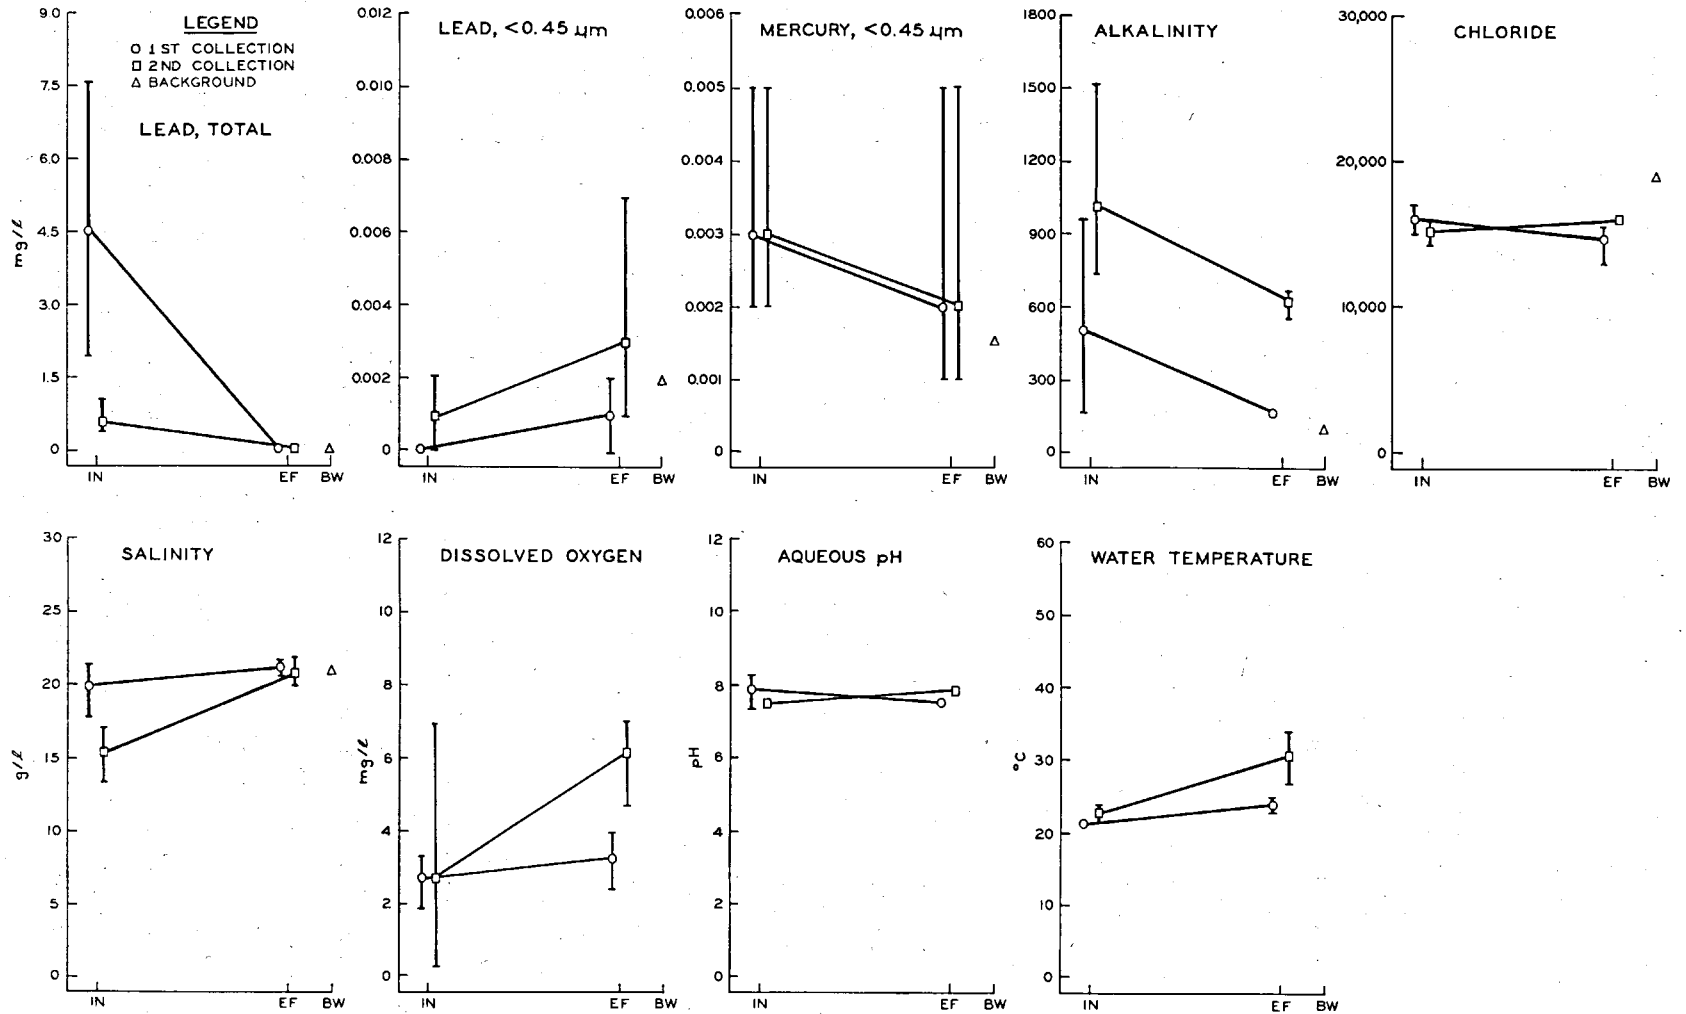 LEGEND
O 1ST COLLECTION
□ 2ND COLLECTION
△ BACKGROUND
LEAD, TOTAL
mg/ℓ
9.0
7.5
6.0
4.5
3.0
1.5
0
IN
EF
BW
LEAD, <0.45 µm
0.012
0.010
0.008
0.006
0.004
0.002
0
IN
EF
BW
MERCURY, <0.45 µm
0.006
0.005
0.004
0.003
0.002
0.001
0
IN
EF
BW
ALKALINITY
1800
1500
1200
900
600
300
0
IN
EF
BW
CHLORIDE
30,000
20,000
10,000
0
IN
EF
BW
SALINITY
g/ℓ
30
25
20
15
10
5
0
IN
EF
BW
DISSOLVED OXYGEN
mg/ℓ
12
10
8
6
4
2
0
IN
EF
BW
AQUEOUS pH
pH
12
10
8
6
4
2
0
IN
EF
BW
WATER TEMPERATURE
°C
60
50
40
30
20
10
0
IN
EF
BW